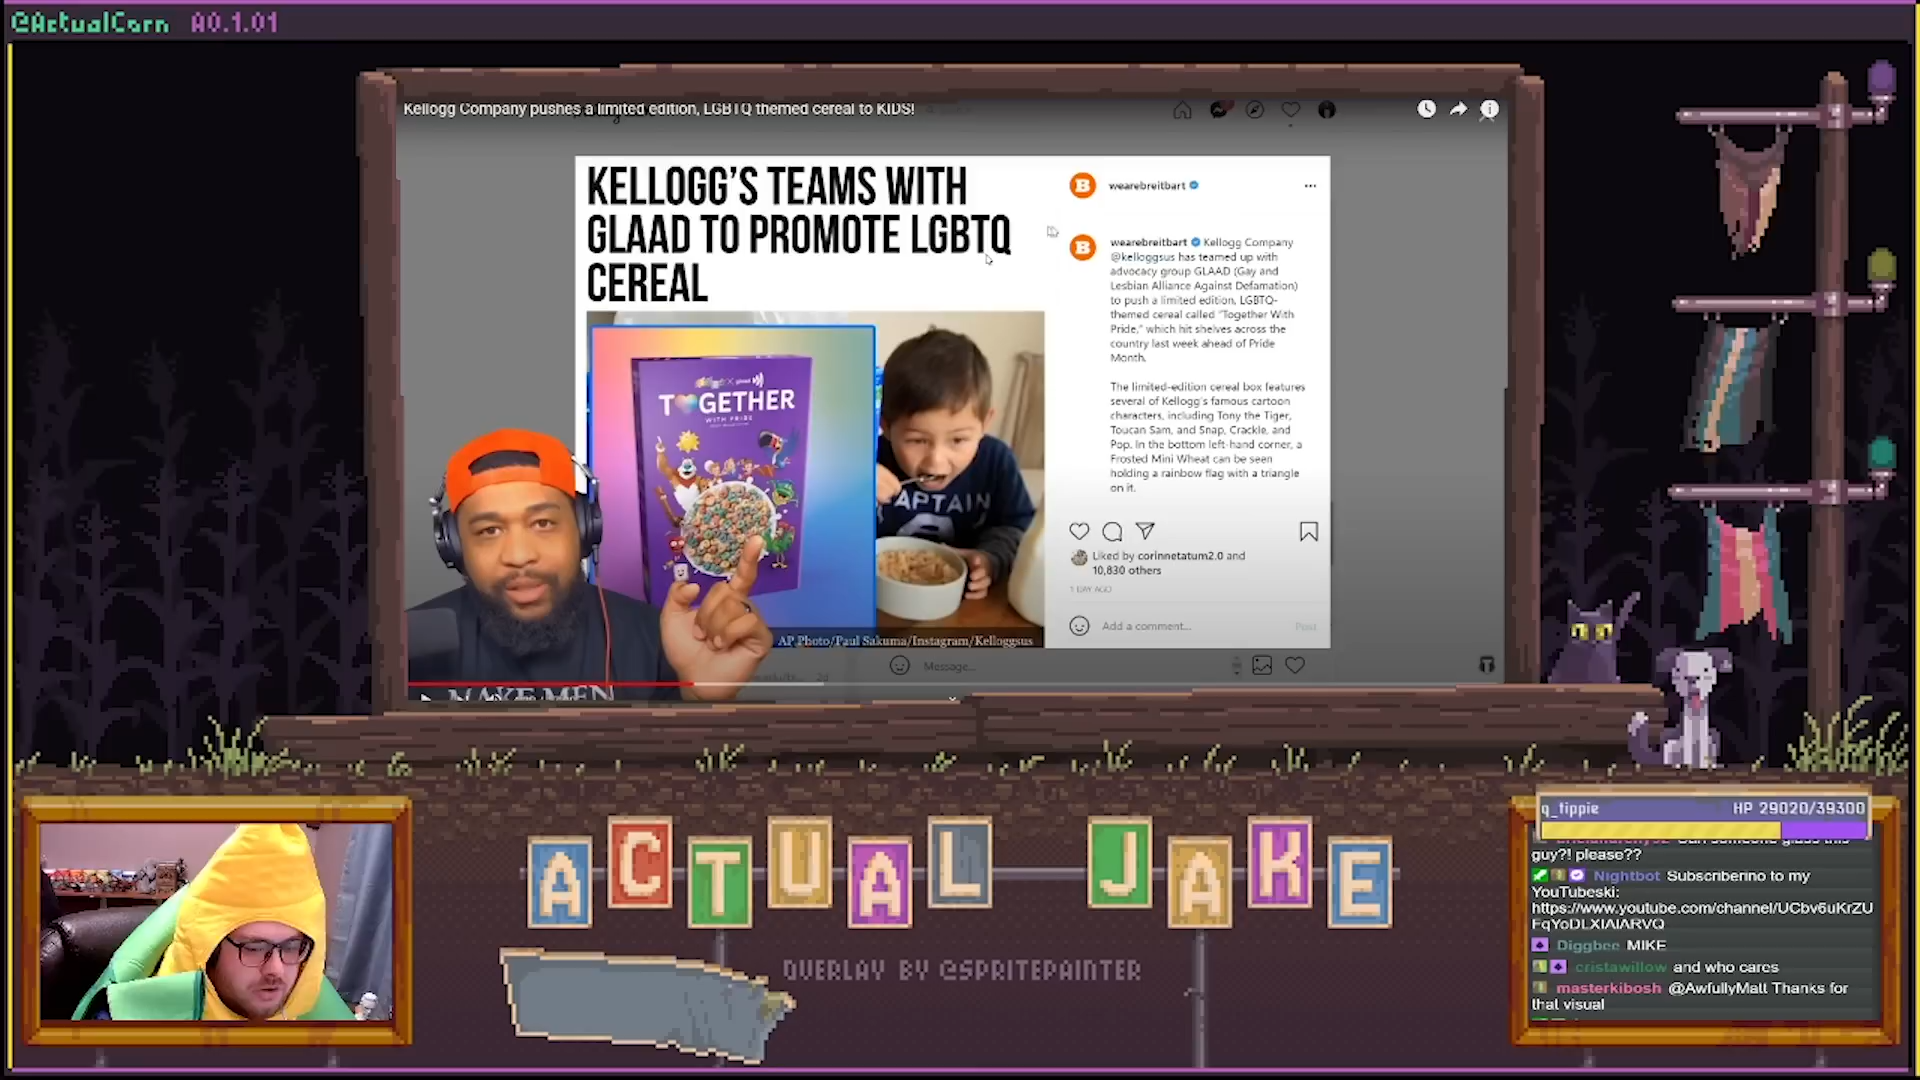 @ActualCorn A0.1.01
Kellogg Company pushes a limited edition, LGBTQ themed cereal to KIDS!
KELLOGG'S TEAMS WITH
GLAAD TO PROMOTE LGBTQ
CEREAL
TOGETHER
WITH PRIDE
APTAIN
AP Photo/Paul Sakuma/Instagram/Kelloggsus
B wearebreitbart
B wearebreitbart Kellogg Company
@kelloggsus has teamed up with
advocacy group GLAAD (Gay and
Lesbian Alliance Against Defamation)
to push a limited edition, LGBTQ-
themed cereal called "Together With
Pride," which hit shelves across the
country last week ahead of Pride
Month.
The limited-edition cereal box features
several of Kellogg's famous cartoon
characters, including Tony the Tiger,
Toucan Sam, and Snap, Crackle, and
Pop. In the bottom left-hand corner, a
Frosted Mini Wheat can be seen
holding a rainbow flag with a triangle
on it.
Liked by corinnetatum2.0 and
10,830 others
1 DAY AGO
Add a comment...
Post
Message...
2d
MAKE MEN
ACTUAL JAKE
OVERLAY BY @SPRITEPAINTER
q_tippie HP 29020/39300
guy?! please??
Nightbot Subscriberino to my
YouTubeski:
https://www.youtube.com/channel/UCbv6uKrZU
FqYoDLXIAIARVQ
Diggbee MIKE
cristawillow and who cares
masterkibosh @AwfullyMatt Thanks for
that visual